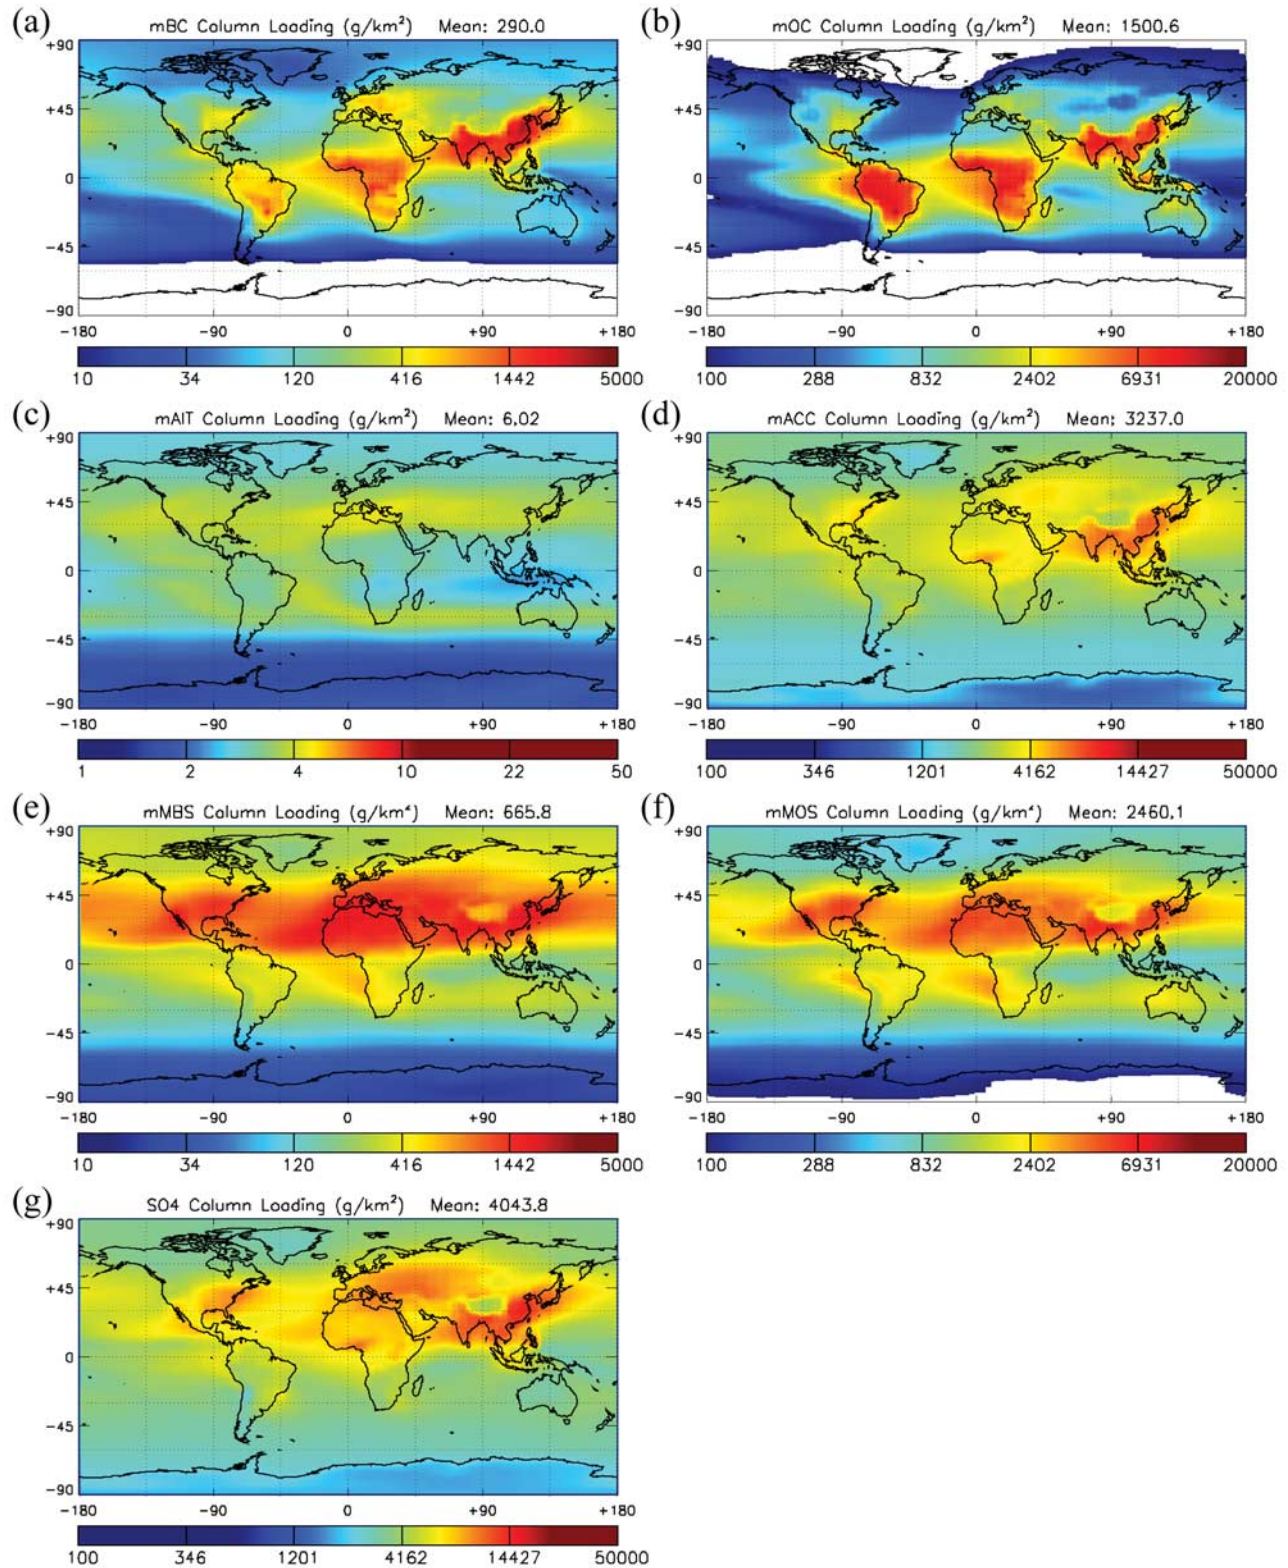 (a) mBC Column Loading (g/km²) Mean: 290.0
(b) mOC Column Loading (g/km²) Mean: 1500.6
+90
+45
0
−45
−90
−180 −90 0 +90 +180
10 34 120 416 1442 5000
+90
+45
0
−45
−90
−180 −90 0 +90 +180
100 288 832 2402 6931 20000
(c) mAIT Column Loading (g/km²) Mean: 6.02
(d) mACC Column Loading (g/km²) Mean: 3237.0
+90
+45
0
−45
−90
−180 −90 0 +90 +180
1 2 4 10 22 50
+90
+45
0
−45
−90
−180 −90 0 +90 +180
100 346 1201 4162 14427 50000
(e) mMBS Column Loading (g/km²) Mean: 665.8
(f) mMOS Column Loading (g/km²) Mean: 2460.1
+90
+45
0
−45
−90
−180 −90 0 +90 +180
10 34 120 416 1442 5000
+90
+45
0
−45
−90
−180 −90 0 +90 +180
100 288 832 2402 6931 20000
(g) SO4 Column Loading (g/km²) Mean: 4043.8
+90
+45
0
−45
−90
−180 −90 0 +90 +180
100 346 1201 4162 14427 50000